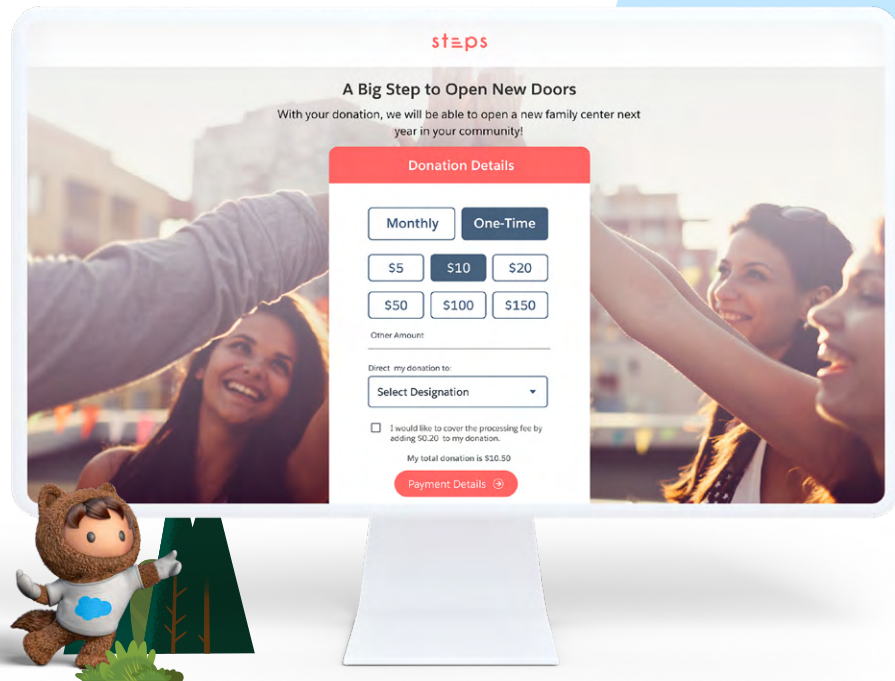 steps
A Big Step to Open New Doors
With your donation, we will be able to open a new family center next
year in your community!
Donation Details
Monthly
One-Time
$5
$10
$20
$50
$100
$150
Other Amount
Direct my donation to:
Select Designation
I would like to cover the processing fee by
adding $0.20 to my donation.
My total donation is $10.50
Payment Details